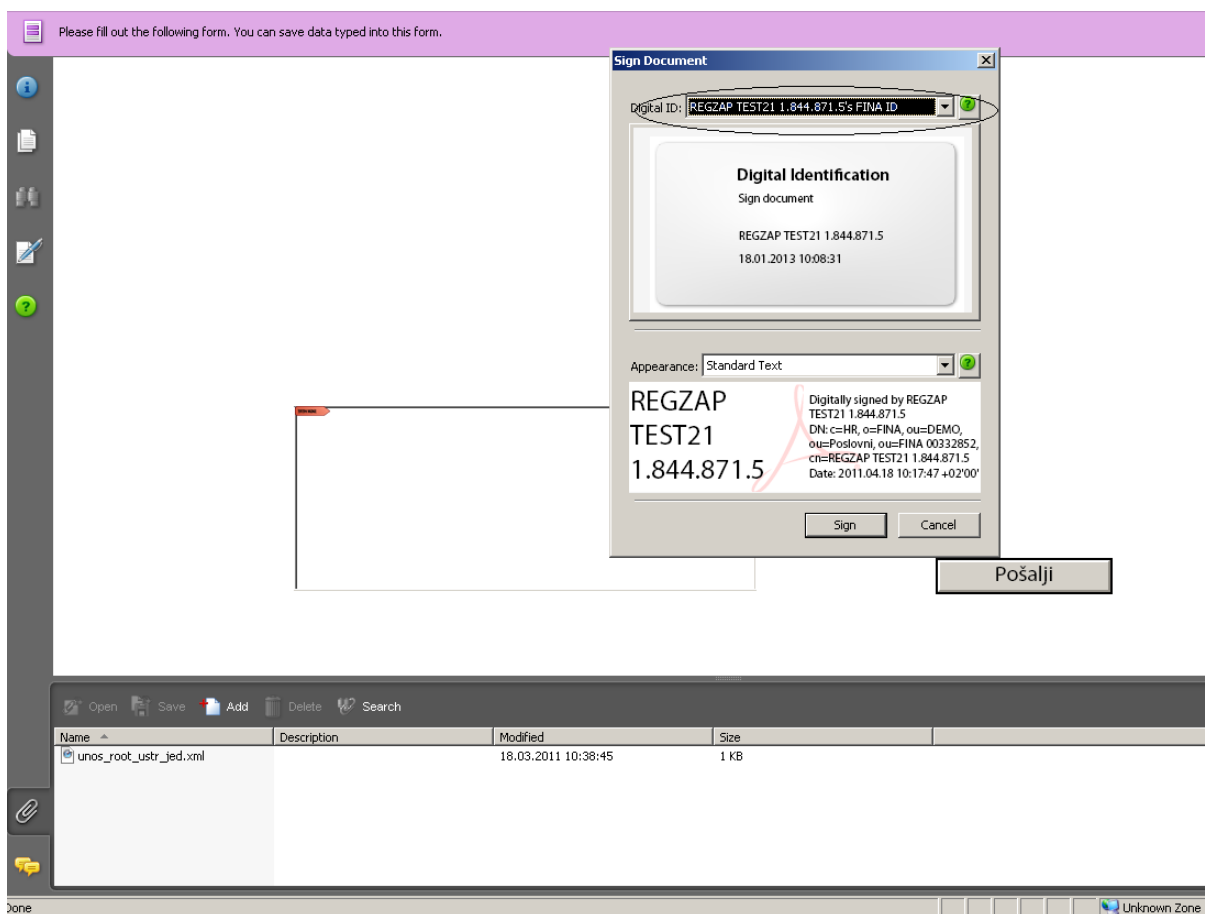 Please fill out the following form. You can save data typed into this form.
Sign Document
Digital ID: REGZAP TEST21 1.844.871.5's FINA ID
Digital Identification
Sign document
REGZAP TEST21 1.844.871.5
18.01.2013 10:08:31
Appearance: Standard Text
REGZAP
TEST21
1.844.871.5
Digitally signed by REGZAP
TEST21 1.844.871.5
DN: c=HR, o=FINA, ou=DEMO,
ou=Poslovni, ou=FINA 00332852,
cn=REGZAP TEST21 1.844.871.5
Date: 2011.04.18 10:17:47 +02'00'
Sign Cancel
Pošalji
Open Save Add Delete Search
Name Description Modified Size
unos_root_ustr_jed.xml 18.03.2011 10:38:45 1 KB
Done Unknown Zone